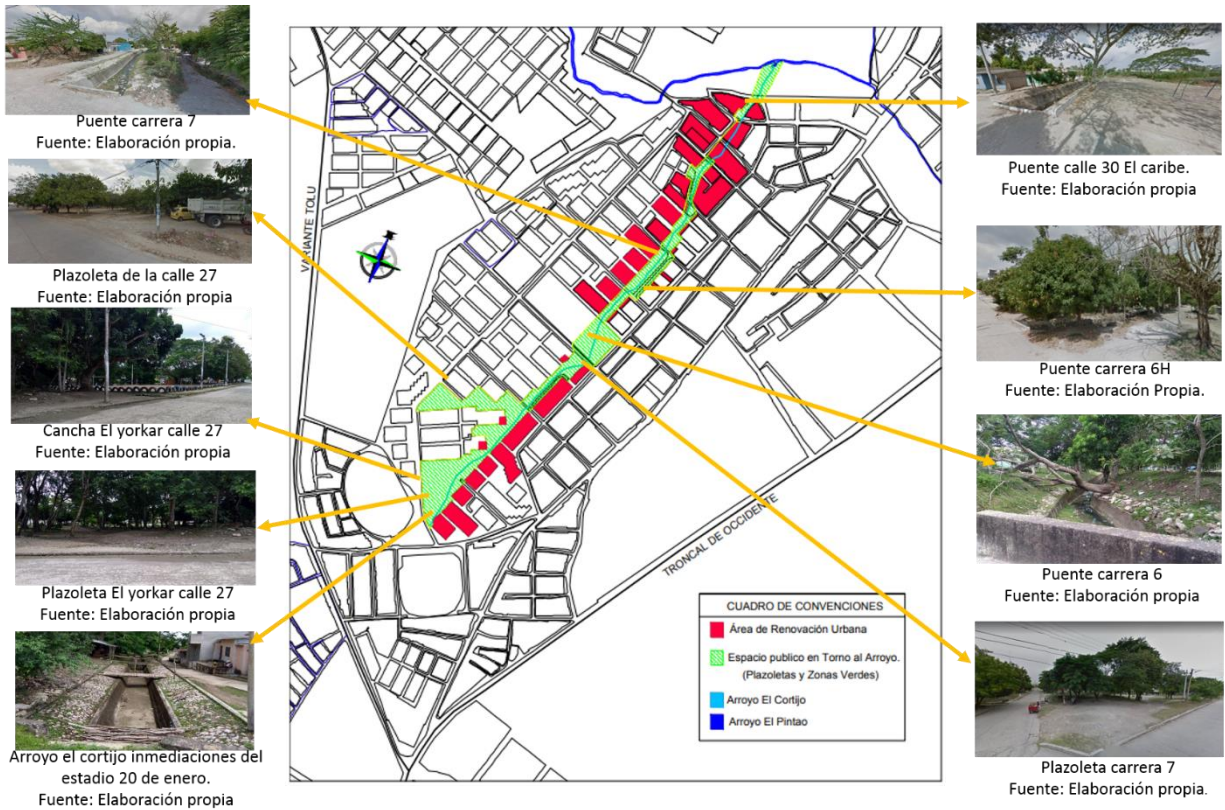 Puente carrera 7
Fuente: Elaboración propia.
Plazoleta de la calle 27
Fuente: Elaboración propia
Cancha El yorkar calle 27
Fuente: Elaboración propia
Plazoleta El yorkar calle 27
Fuente: Elaboración propia
Arroyo el cortijo inmediaciones del
estadio 20 de enero.
Fuente: Elaboración propia
VARIANTE TOLU
TRONCAL DE OCCIDENTE
CUADRO DE CONVENCIONES
Área de Renovación Urbana
Espacio publico en Torno al Arroyo.
(Plazoletas y Zonas Verdes)
Arroyo El Cortijo
Arroyo El Pintao
Puente calle 30 El caribe.
Fuente: Elaboración propia
Puente carrera 6H
Fuente: Elaboración Propia.
Puente carrera 6
Fuente: Elaboración propia
Plazoleta carrera 7
Fuente: Elaboración propia.